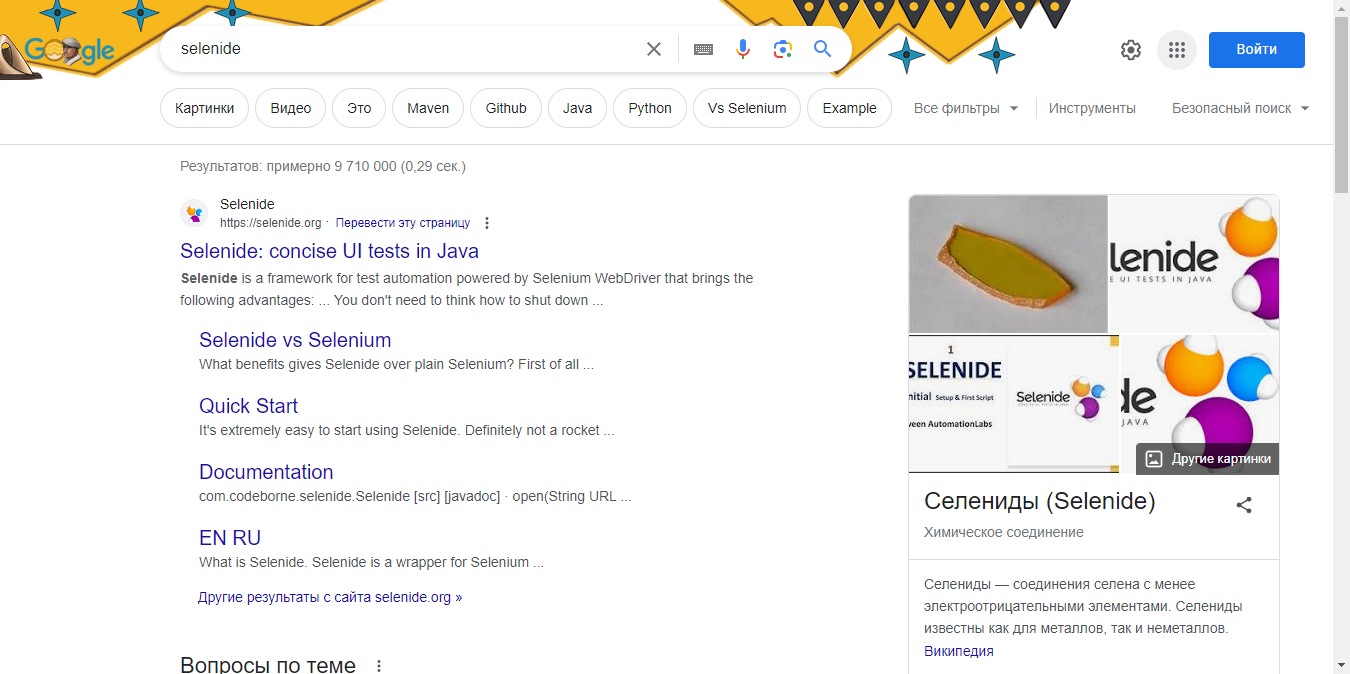 Google
selenide
Войти
Картинки
Видео
Это
Maven
Github
Java
Python
Vs Selenium
Example
Все фильтры
Инструменты
Безопасный поиск
Результатов: примерно 9 710 000 (0,29 сек.)
Selenide
https://selenide.org · Перевести эту страницу
Selenide: concise UI tests in Java
Selenide is a framework for test automation powered by Selenium WebDriver that brings the
following advantages: ... You don't need to think how to shut down ...
Selenide vs Selenium
What benefits gives Selenide over plain Selenium? First of all ...
Quick Start
It's extremely easy to start using Selenide. Definitely not a rocket ...
Documentation
com.codeborne.selenide.Selenide [src] [javadoc] · open(String URL ...
EN RU
What is Selenide. Selenide is a wrapper for Selenium ...
Другие результаты с сайта selenide.org »
Вопросы по теме
lenide
E UI TESTS IN JAVA
1
SELENIDE
nitial Setup & First Script
veen AutomationLabs
Selenide
de
JAVA
Другие картинки
Селениды (Selenide)
Химическое соединение
Селениды — соединения селена с менее
электроотрицательными элементами. Селениды
известны как для металлов, так и неметаллов.
Википедия